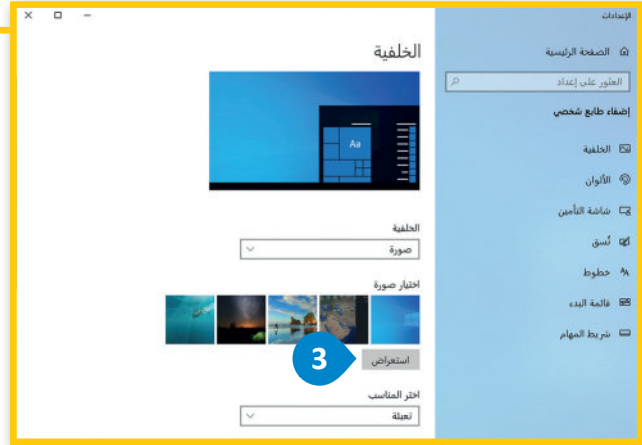 الإعدادات
الصفحة الرئيسية
العثور على إعداد
إضفاء طابع شخصي
الخلفية
الألوان
شاشة التأمين
نُسق
خطوط
قائمة البدء
شريط المهام
الخلفية
Aa
الخلفية
صورة
اختيار صورة
استعراض
3
اختر المناسب
تعبئة